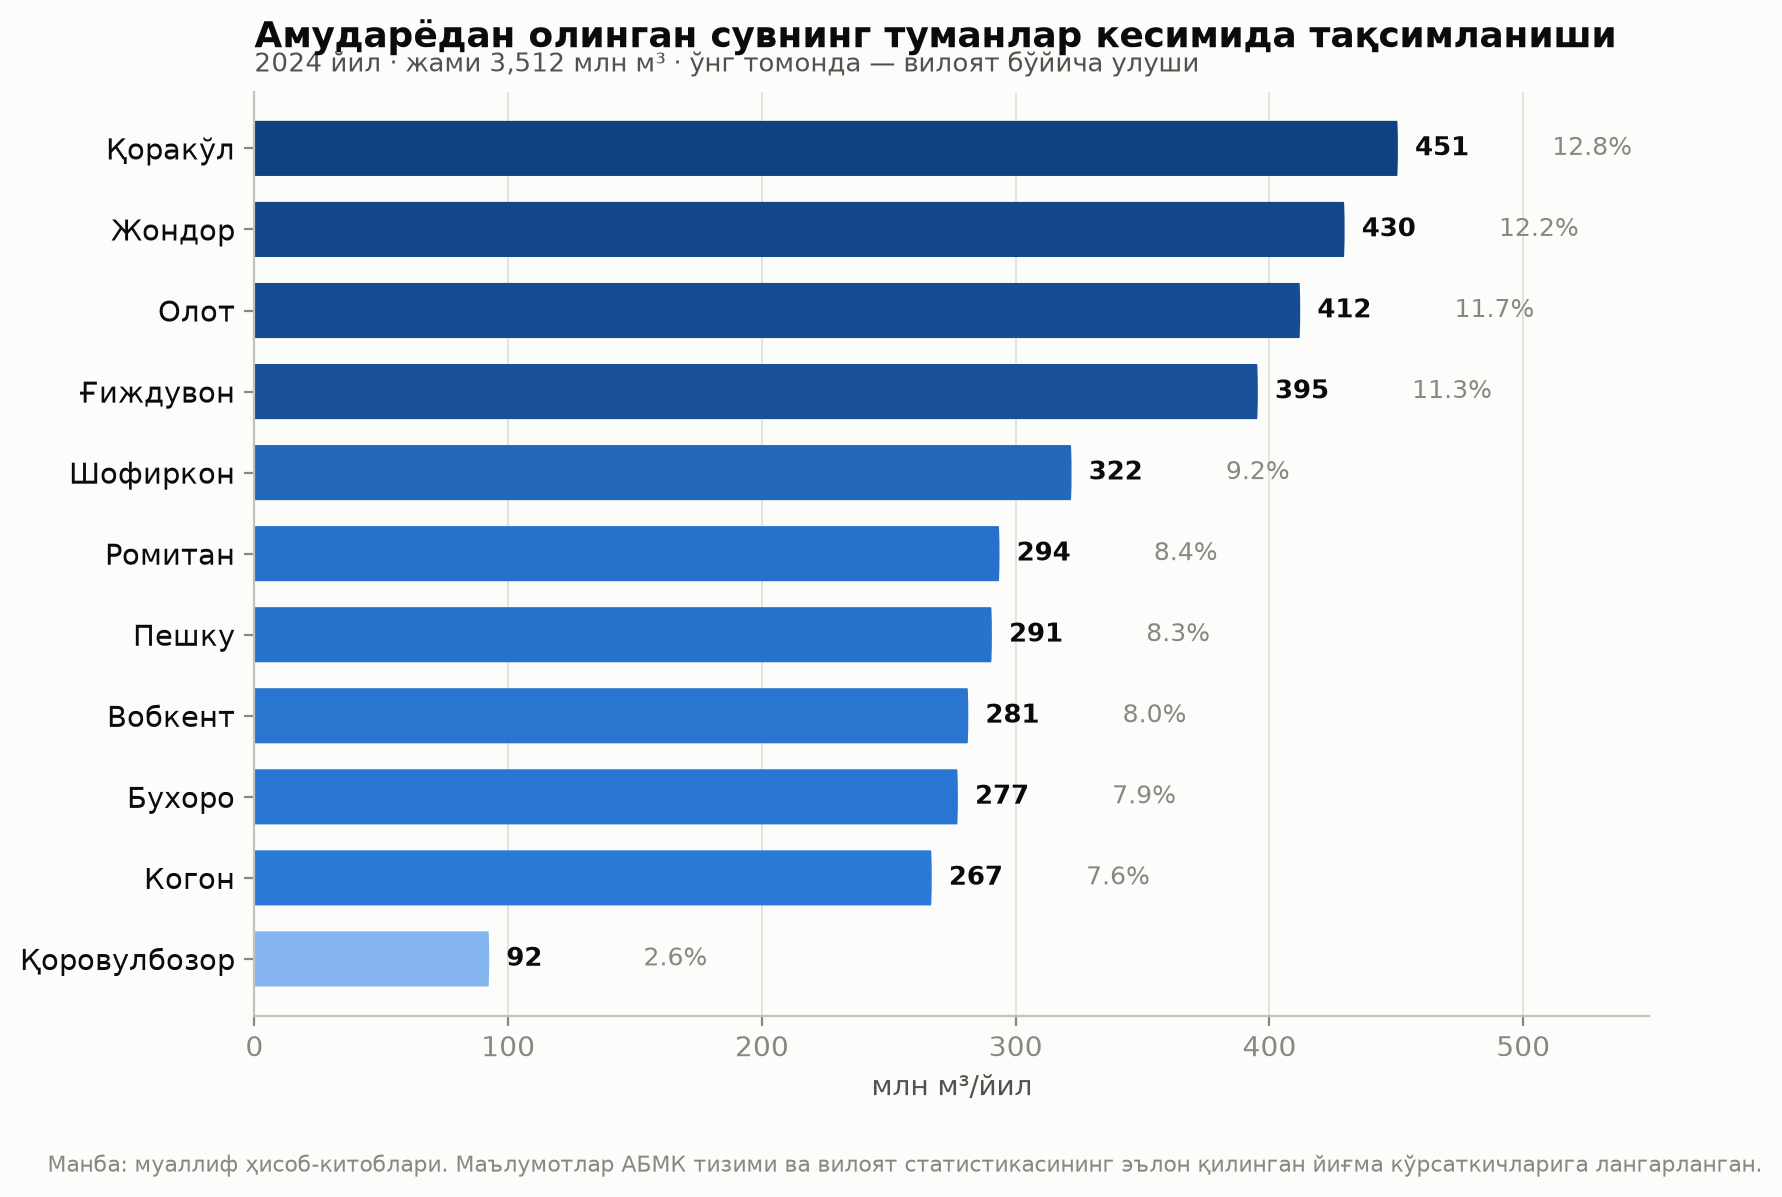 Амударёдан олинган сувнинг туманлар кесимида тақсимланиши
2024 йил · жами 3,512 млн м³ · ўнг томонда — вилоят бўйича улуши
Қоракўл 451 12.8%
Жондор 430 12.2%
Олот 412 11.7%
Ғиждувон 395 11.3%
Шофиркон 322 9.2%
Ромитан 294 8.4%
Пешку 291 8.3%
Вобкент 281 8.0%
Бухоро 277 7.9%
Когон 267 7.6%
Қоровулбозор 92 2.6%
0 100 200 300 400 500
млн м³/йил
Манба: муаллиф ҳисоб-китоблари. Маълумотлар АБМК тизими ва вилоят статистикасининг эълон қилинган йиғма кўрсаткичларига лангарланган.